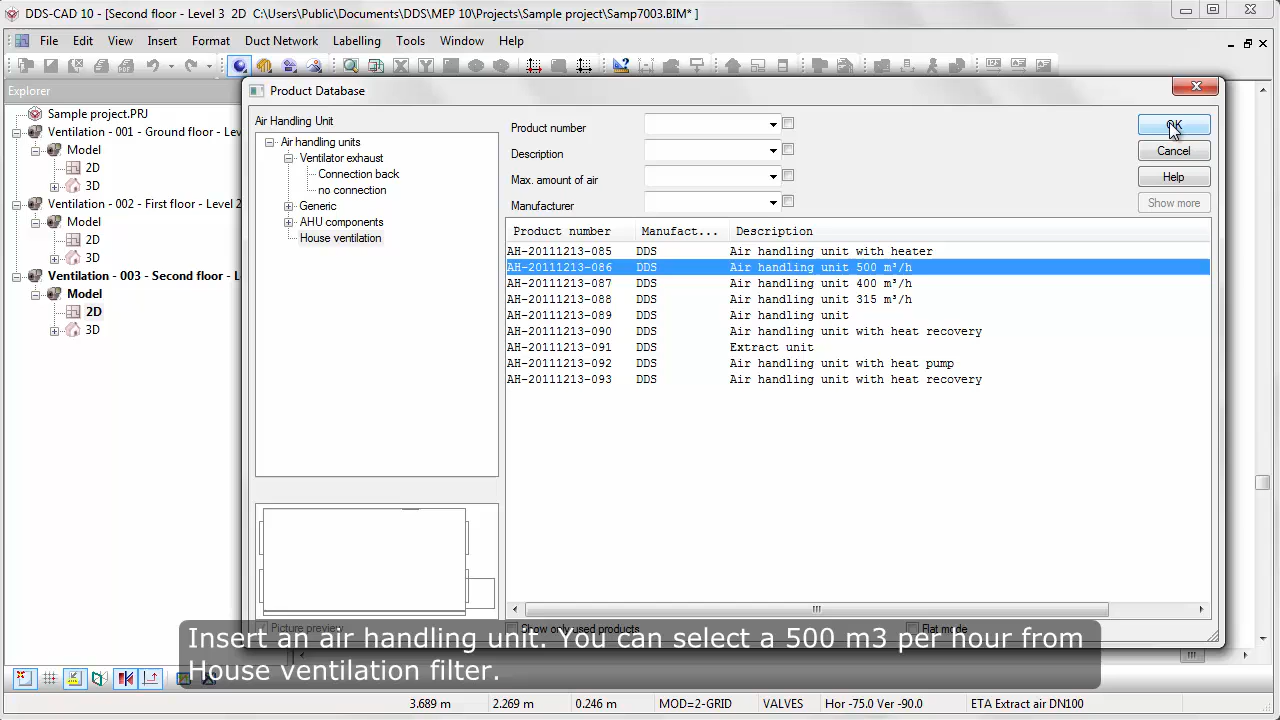 DDS-CAD 10 - [Second floor - Level 3  2D  C:\Users\Public\Documents\DDS\MEP 10\Projects\Sample project\Samp7003.BIM* ]
File Edit View Insert Format Duct Network Labelling Tools Window Help
Explorer
Sample project.PRJ
Ventilation - 001 - Ground floor - Le
Model
2D
3D
Ventilation - 002 - First floor - Level 2
Model
2D
3D
Ventilation - 003 - Second floor - L
Model
2D
3D
Product Database
Air Handling Unit
Air handling units
Ventilator exhaust
Connection back
no connection
Generic
AHU components
House ventilation
Product number
Description
Max. amount of air
Manufacturer
OK
Cancel
Help
Show more
Product number Manufact... Description
AH-20111213-085 DDS Air handling unit with heater
AH-20111213-086 DDS Air handling unit 500 m³/h
AH-20111213-087 DDS Air handling unit 400 m³/h
AH-20111213-088 DDS Air handling unit 315 m³/h
AH-20111213-089 DDS Air handling unit
AH-20111213-090 DDS Air handling unit with heat recovery
AH-20111213-091 DDS Extract unit
AH-20111213-092 DDS Air handling unit with heat pump
AH-20111213-093 DDS Air handling unit with heat recovery
Picture preview Show only used products Flat mode
Insert an air handling unit. You can select a 500 m3 per hour from
House ventilation filter.
3.689 m 2.269 m 0.246 m MOD=2-GRID VALVES Hor -75.0 Ver -90.0 ETA Extract air DN100